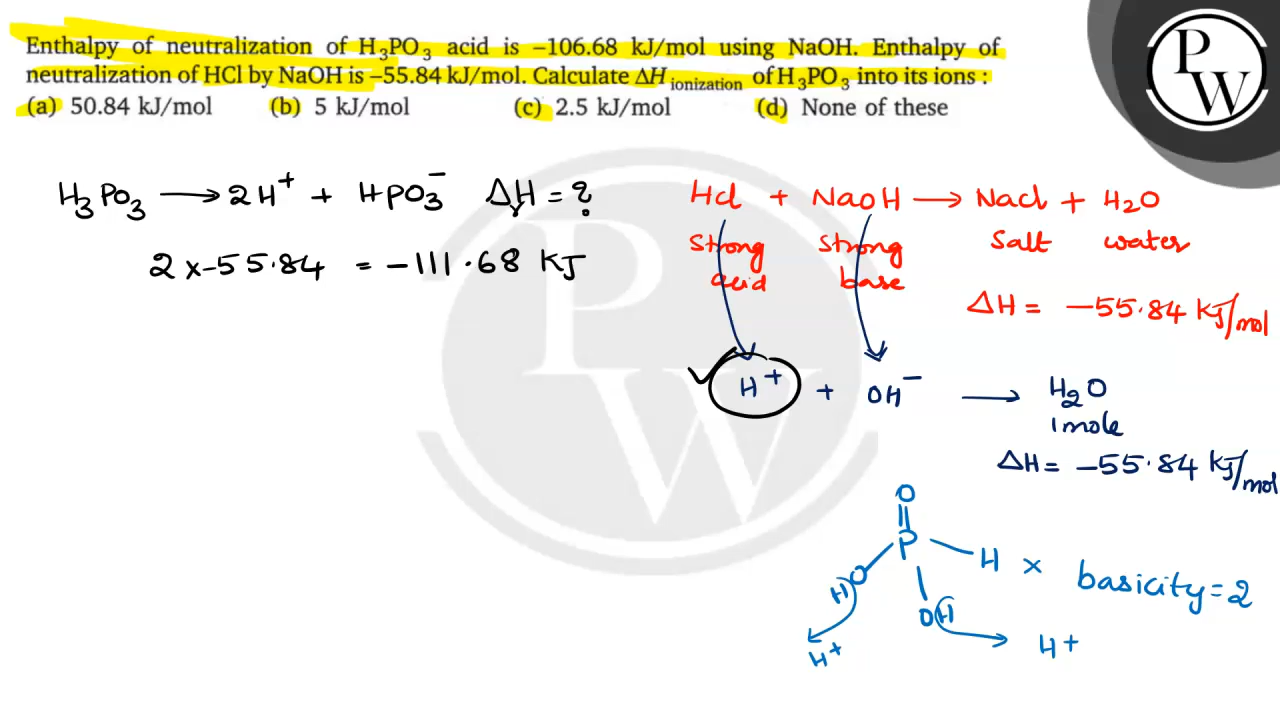 Enthalpy of neutralization of H₃PO₃ acid is –106.68 kJ/mol using NaOH. Enthalpy of
neutralization of HCl by NaOH is –55.84 kJ/mol. Calculate ΔH ionization of H₃PO₃ into its ions :
(a) 50.84 kJ/mol (b) 5 kJ/mol (c) 2.5 kJ/mol (d) None of these
P
W
H₃PO₃ → 2H⁺ + HPO₃⁻ ΔH = ?
2 x -55.84 = -111.68 KJ
Hcl + NaOH → Nacl + H2O
Strong acid Strong base Salt water
ΔH = -55.84 KJ/mol
H⁺ + OH⁻ → H2O
1 mole
ΔH = -55.84 KJ/mol
O
P
HO H x basicity = 2
OH
H⁺ H+
P
W